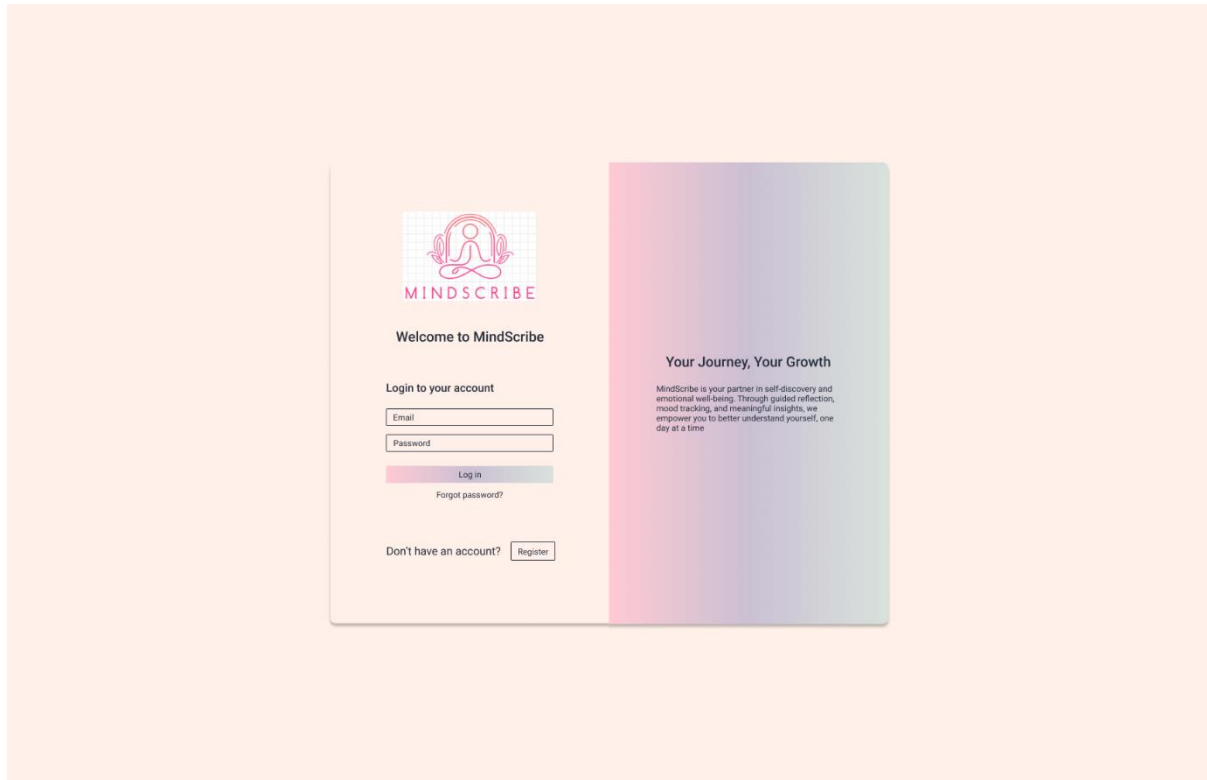 MINDSCRIBE
Welcome to MindScribe
Login to your account
Email
Password
Log in
Forgot password?
Don't have an account? Register
Your Journey, Your Growth
MindScribe is your partner in self-discovery and
emotional well-being. Through guided reflection,
mood tracking, and meaningful insights, we
empower you to better understand yourself, one
day at a time